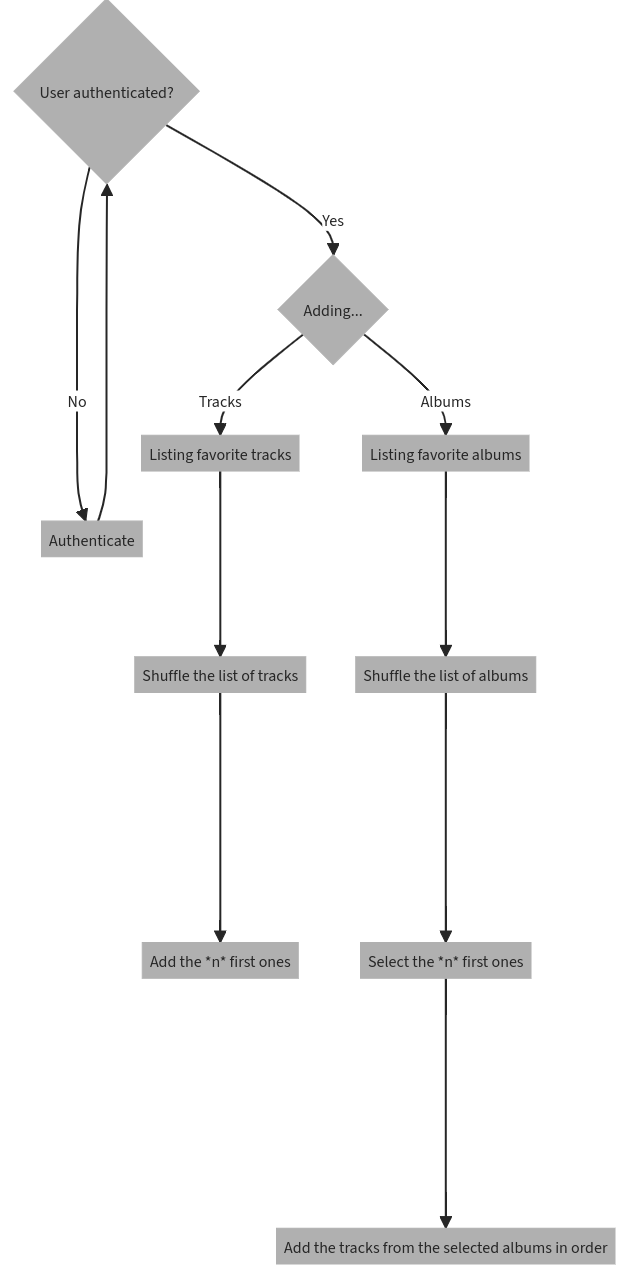 User authenticated?
Yes
Adding...
No
Tracks
Albums
Listing favorite tracks
Listing favorite albums
Authenticate
Shuffle the list of tracks
Shuffle the list of albums
Add the *n* first ones
Select the *n* first ones
Add the tracks from the selected albums in order